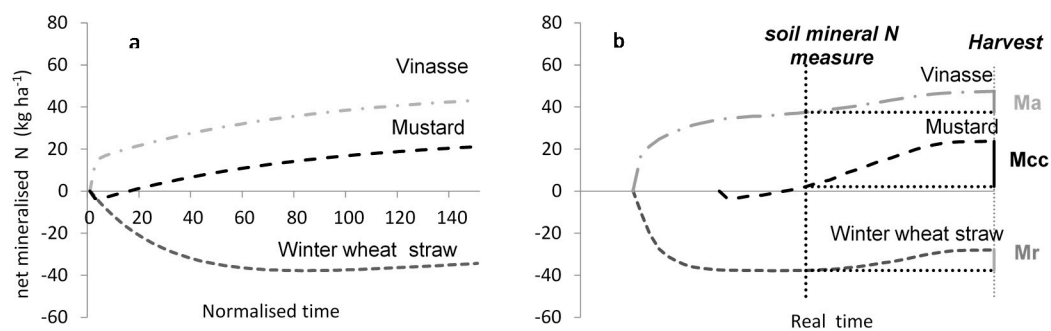 net mineralised N (kg ha-1)
80
60
40
20
0
-20
-40
-60
a
Vinasse
Mustard
Winter wheat straw
0 20 40 60 80 100 120 140
Normalised time
80
60
40
20
0
-20
-40
-60
b
soil mineral N
measure
Harvest
Vinasse
Ma
Mustard
Mcc
Winter wheat straw
Mr
Real time